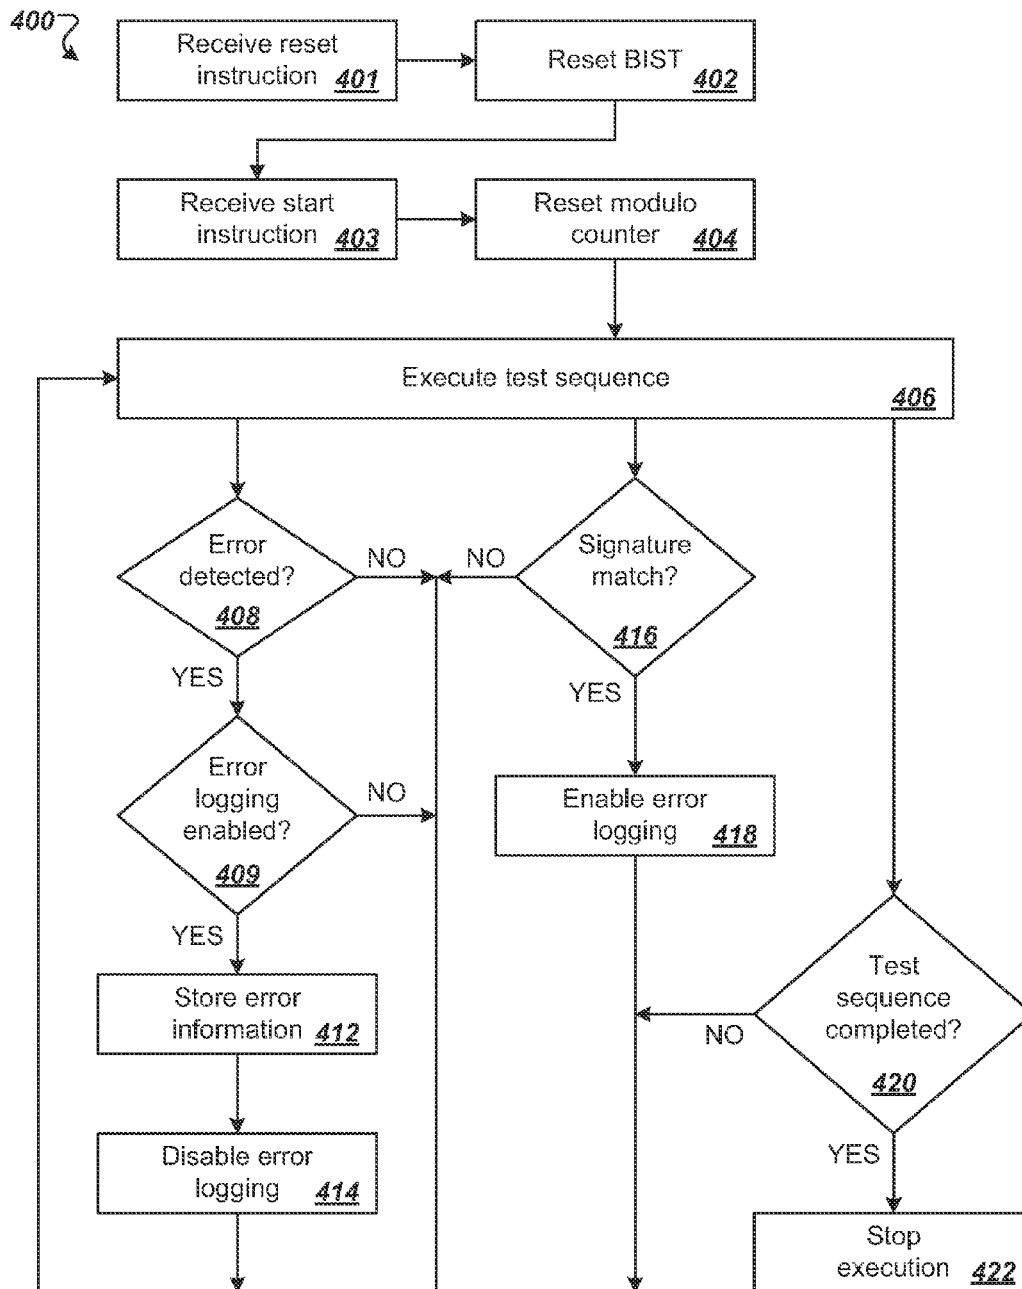 400
Receive reset
instruction 401
Reset BIST
402
Receive start
instruction 403
Reset modulo
counter 404
Execute test sequence
406
Error
detected?
408
NO
NO
Signature
match?
416
YES
YES
Error
logging
enabled?
409
NO
Enable error
logging 418
YES
Store error
information 412
Test
sequence
completed?
420
NO
Disable error
logging 414
YES
Stop
execution 422